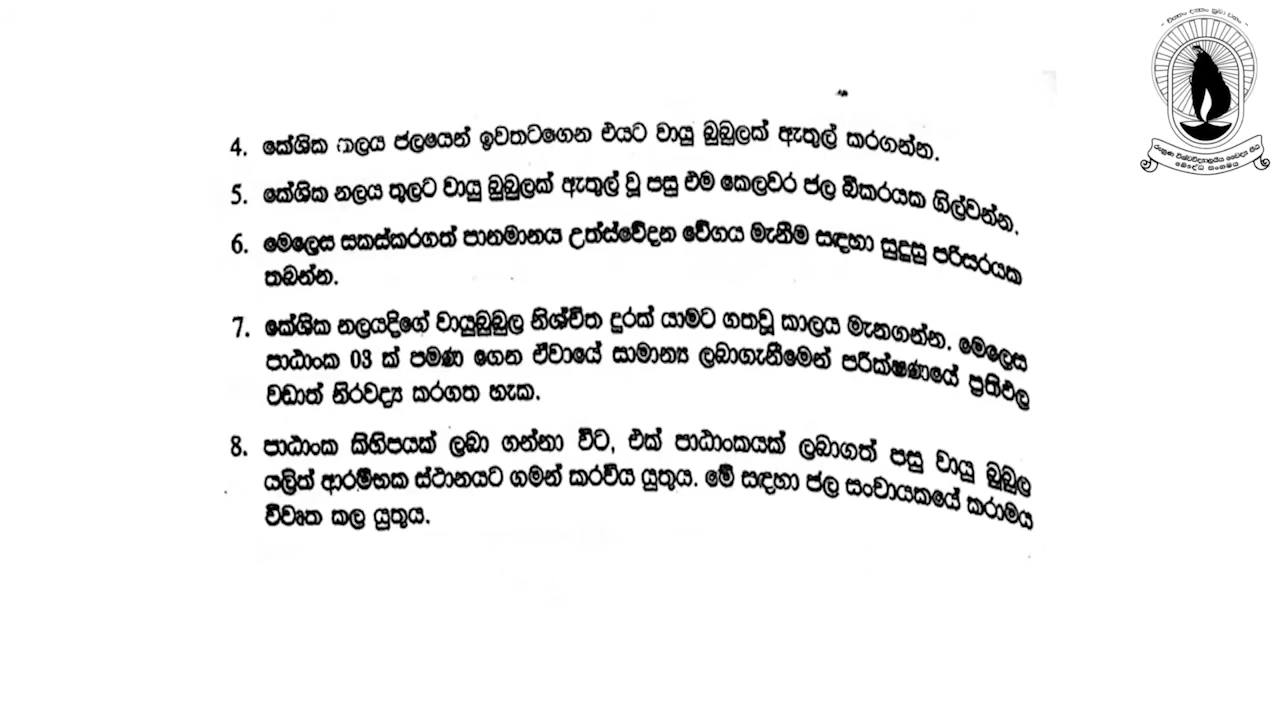 4. කේශික නලය ජලයෙන් ඉවතටගෙන එයට වායු බුබුලක් ඇතුල් කරගන්න.
5. කේශික නලය තුලට වායු බුබුලක් ඇතුල් වූ පසු එම කෙලවර ජල බීකරයක ගිල්වන්න.
6. මෙලෙස සකස්කරගත් පානමානය උත්ස්වේදන වේගය මැනීම සඳහා සුදුසු පරිසරයක
තබන්න.
7. කේශික නලයදිගේ වායුබුබුල නිශ්චිත දුරක් යාමට ගතවූ කාලය මැනගන්න. මෙලෙස
පාඨාංක 03 ක් පමණ ගෙන ඒවායේ සාමාන්‍ය ලබාගැනීමෙන් පරීක්ෂණයේ ප්‍රතිඵල
වඩාත් නිරවද්‍ය කරගත හැක.
8. පාඨාංක කිහිපයක් ලබා ගන්නා විට, එක් පාඨාංකයක් ලබාගත් පසු වායු බුබුල
යලිත් ආරම්භක ස්ථානයට ගමන් කරවිය යුතුය. මේ සඳහා ජල සංචායකයේ කරාමය
විවෘත කල යුතුය.